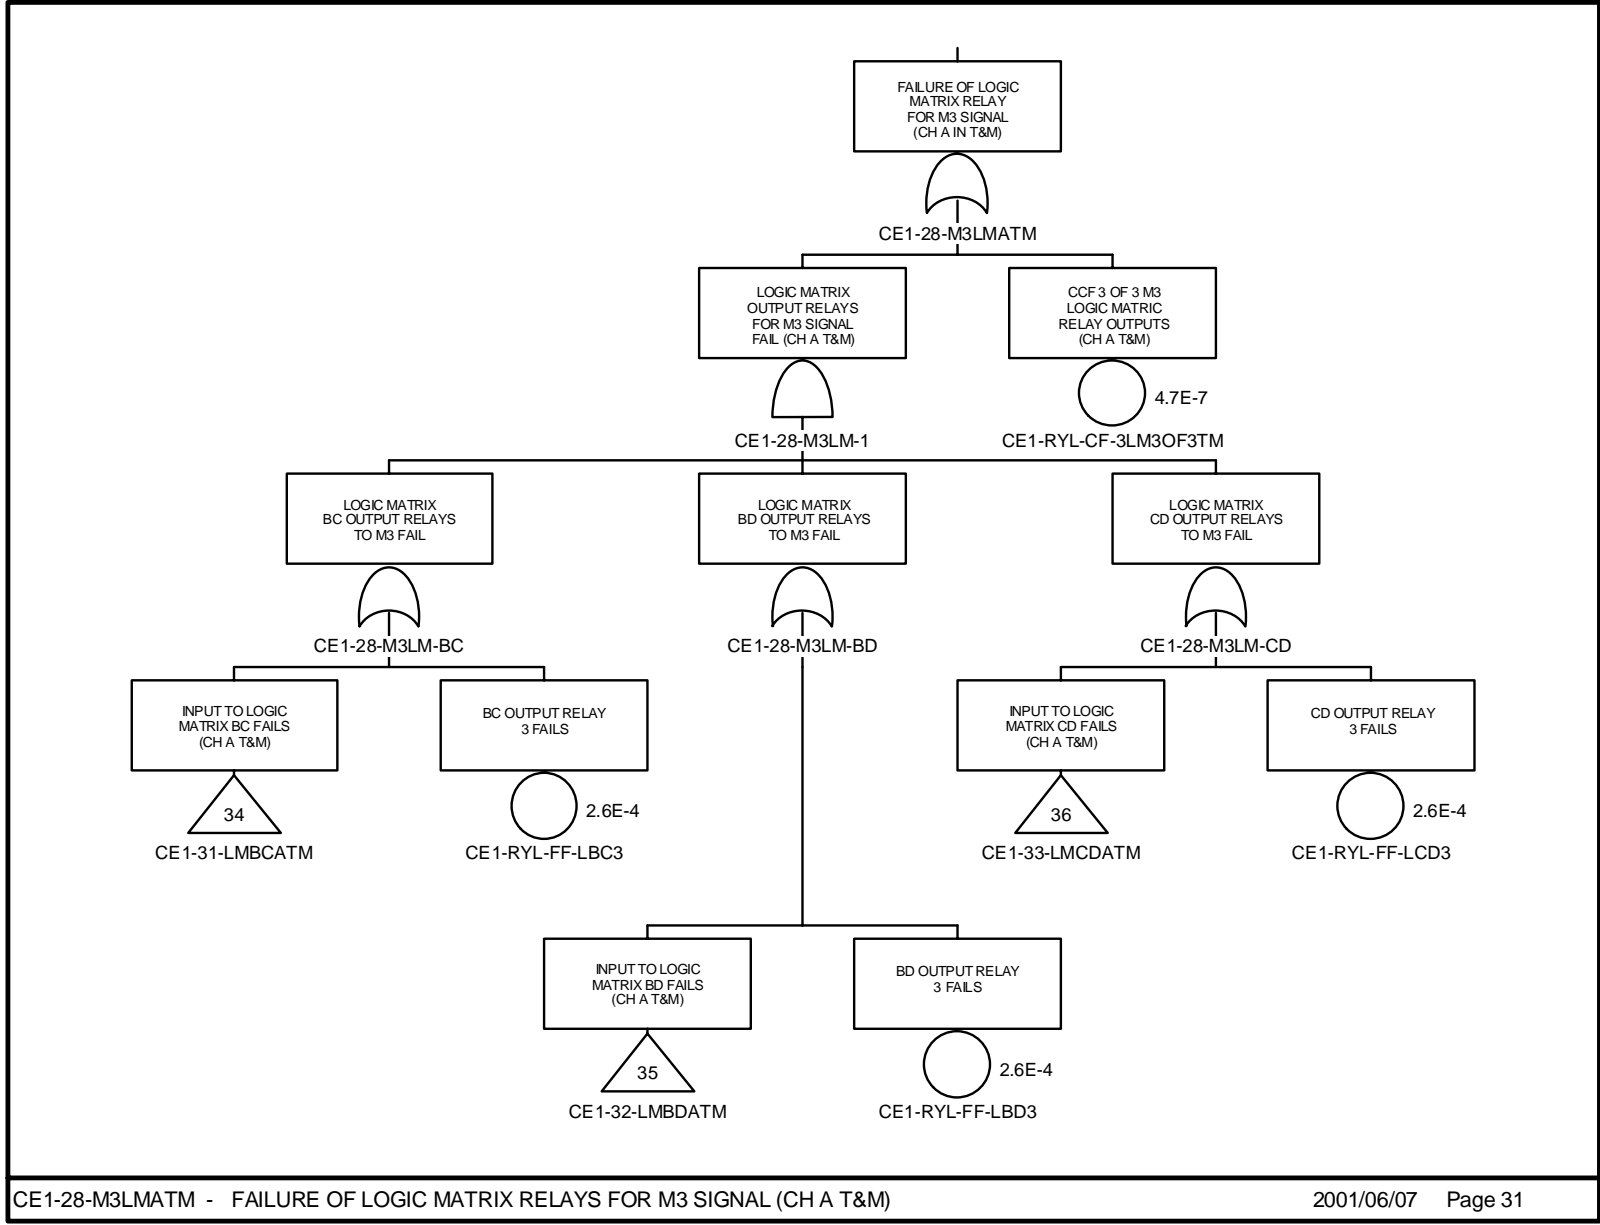 FAILURE OF LOGIC
MATRIX RELAY
FOR M3 SIGNAL
(CH A IN T&M)
CE1-28-M3LMATM
LOGIC MATRIX
OUTPUT RELAYS
FOR M3 SIGNAL
FAIL (CH A T&M)
CE1-28-M3LM-1
CCF 3 OF 3 M3
LOGIC MATRIC
RELAY OUTPUTS
(CH A T&M)
4.7E-7
CE1-RYL-CF-3LM3OF3TM
LOGIC MATRIX
BC OUTPUT RELAYS
TO M3 FAIL
CE1-28-M3LM-BC
LOGIC MATRIX
BD OUTPUT RELAYS
TO M3 FAIL
CE1-28-M3LM-BD
LOGIC MATRIX
CD OUTPUT RELAYS
TO M3 FAIL
CE1-28-M3LM-CD
INPUT TO LOGIC
MATRIX BC FAILS
(CH A T&M)
34
CE1-31-LMBCATM
BC OUTPUT RELAY
3 FAILS
2.6E-4
CE1-RYL-FF-LBC3
INPUT TO LOGIC
MATRIX CD FAILS
(CH A T&M)
36
CE1-33-LMCDATM
CD OUTPUT RELAY
3 FAILS
2.6E-4
CE1-RYL-FF-LCD3
INPUT TO LOGIC
MATRIX BD FAILS
(CH A T&M)
35
CE1-32-LMBDATM
BD OUTPUT RELAY
3 FAILS
2.6E-4
CE1-RYL-FF-LBD3
CE1-28-M3LMATM - FAILURE OF LOGIC MATRIX RELAYS FOR M3 SIGNAL (CH A T&M)
2001/06/07 Page 31